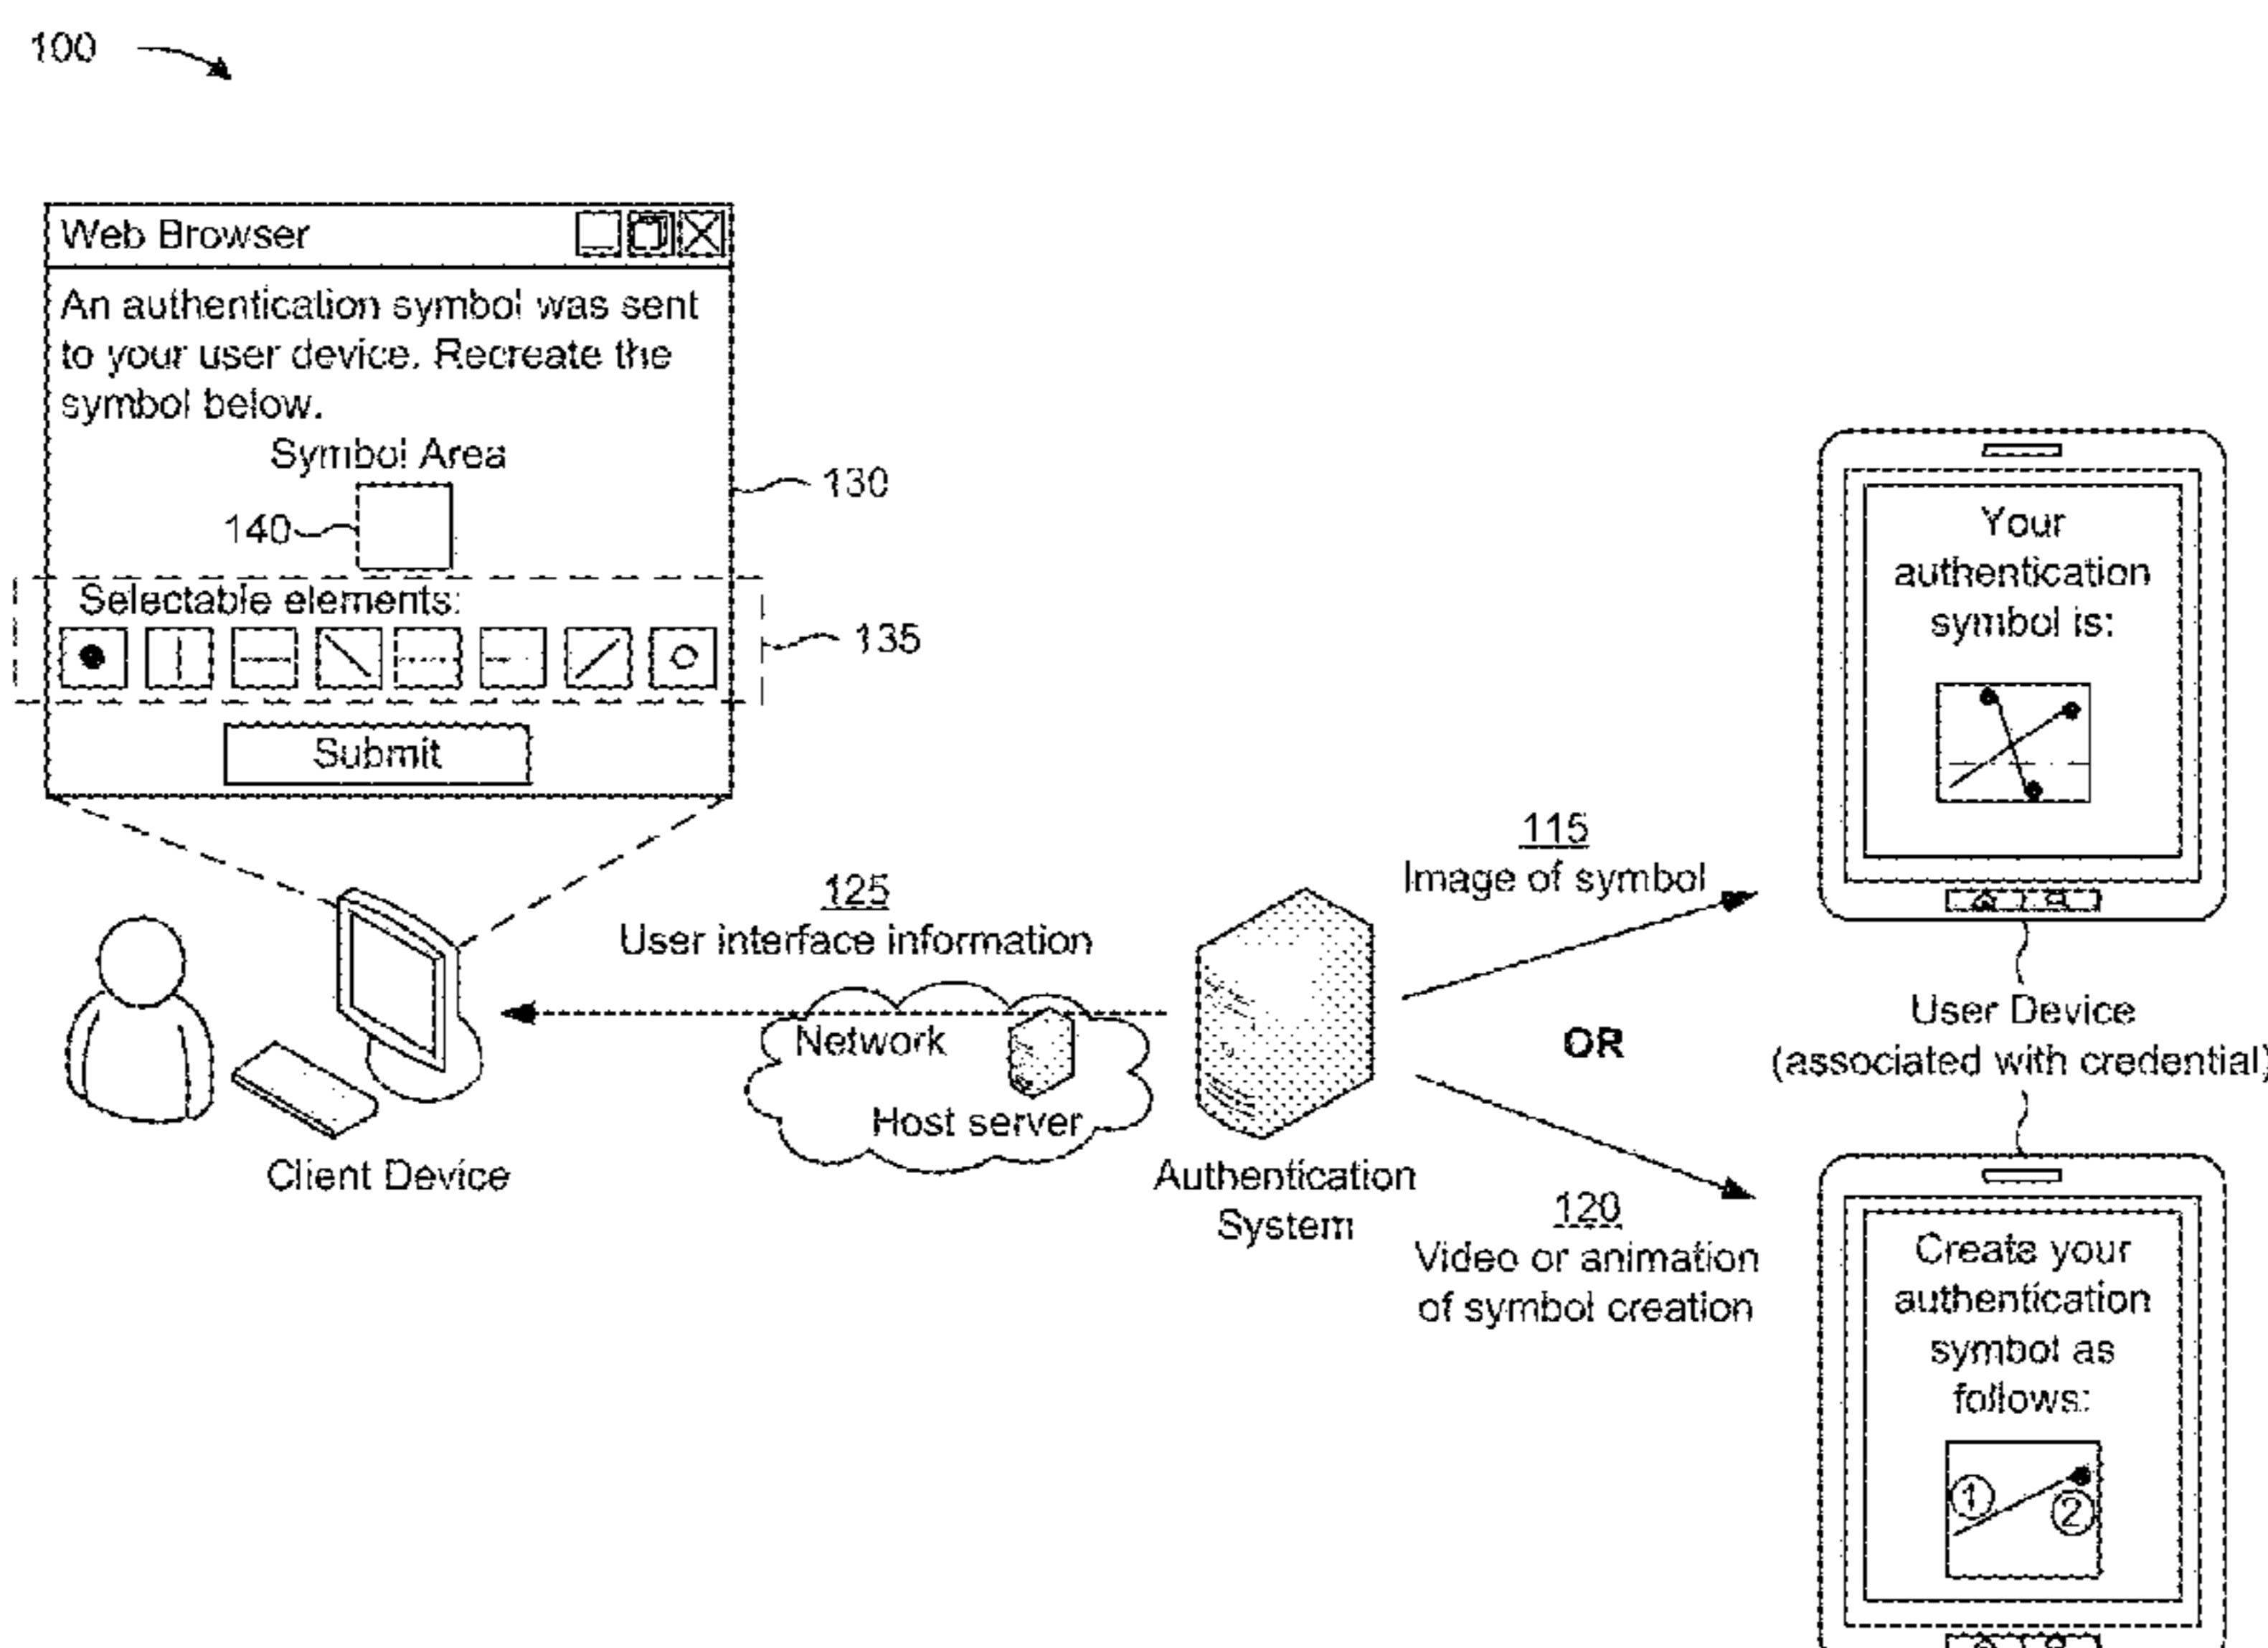 100
Web Browser
An authentication symbol was sent
to your user device. Recreate the
symbol below.
Symbol Area
130
140
Selectable elements:
135
Submit
125
User interface information
Network
Host server
Client Device
Authentication
System
115
Image of symbol
OR
120
Video or animation
of symbol creation
Your
authentication
symbol is:
User Device
(associated with credential)
Create your
authentication
symbol as
follows:
1
2